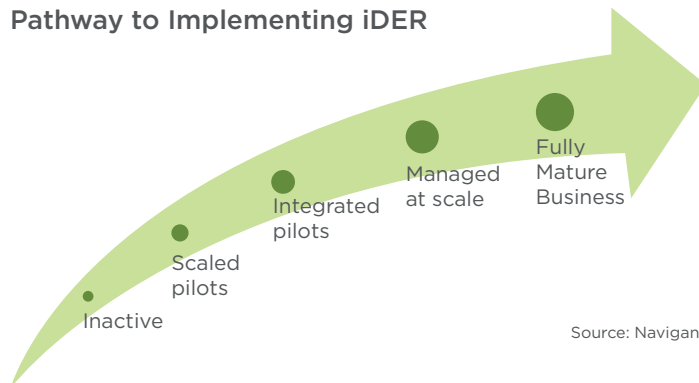 Pathway to Implementing iDER
Fully
Mature
Business
Managed
at scale
Integrated
pilots
Scaled
pilots
Inactive
Source: Navigan